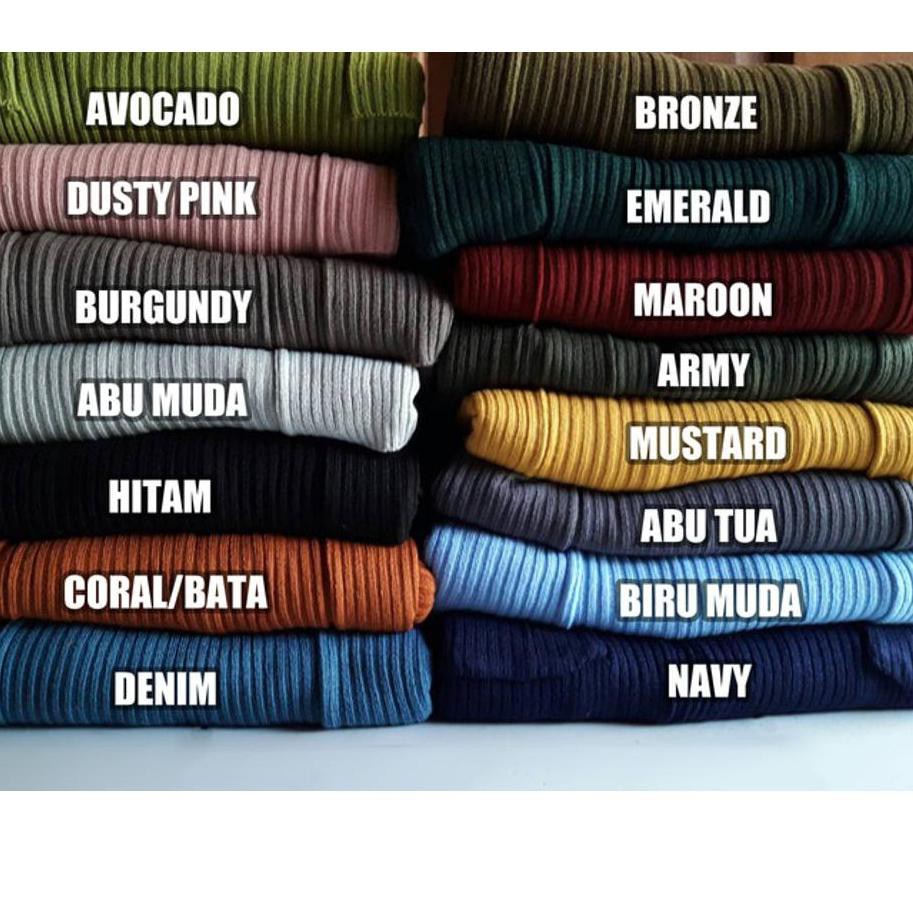 AVOCADO
DUSTY PINK
BURGUNDY
ABU MUDA
HITAM
CORAL/BATA
DENIM
BRONZE
EMERALD
MAROON
ARMY
MUSTARD
ABU TUA
BIRU MUDA
NAVY